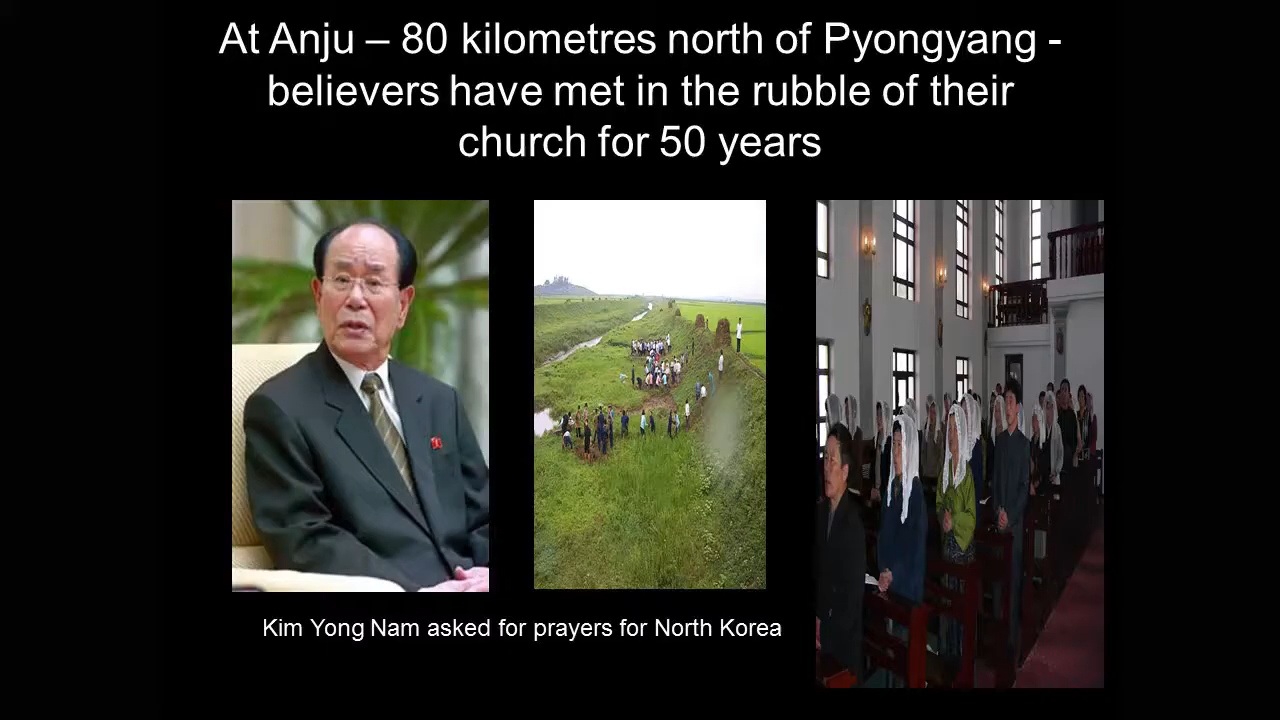 At Anju – 80 kilometres north of Pyongyang -
believers have met in the rubble of their
church for 50 years
Kim Yong Nam asked for prayers for North Korea